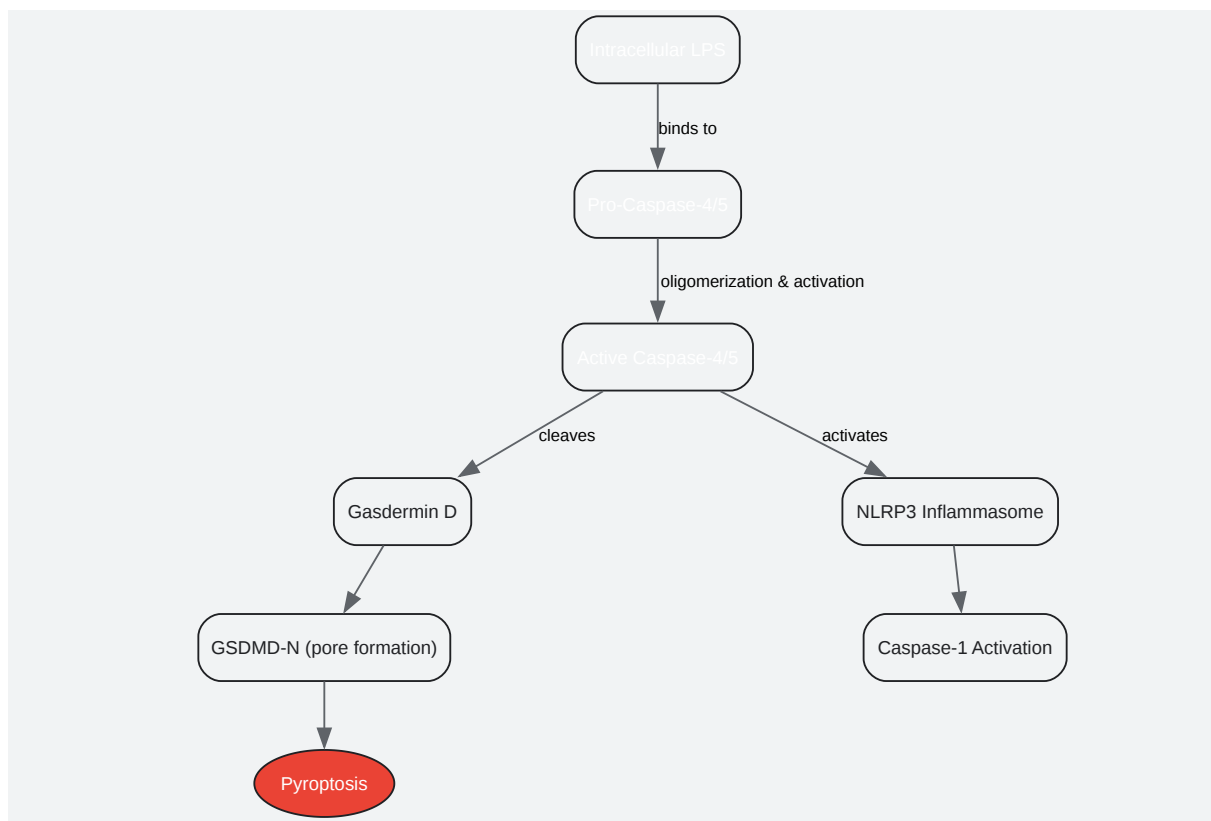 Intracellular LPS
binds to
Pro-Caspase-4/5
oligomerization & activation
Active Caspase-4/5
cleaves
activates
Gasdermin D
NLRP3 Inflammasome
GSDMD-N (pore formation)
Caspase-1 Activation
Pyroptosis